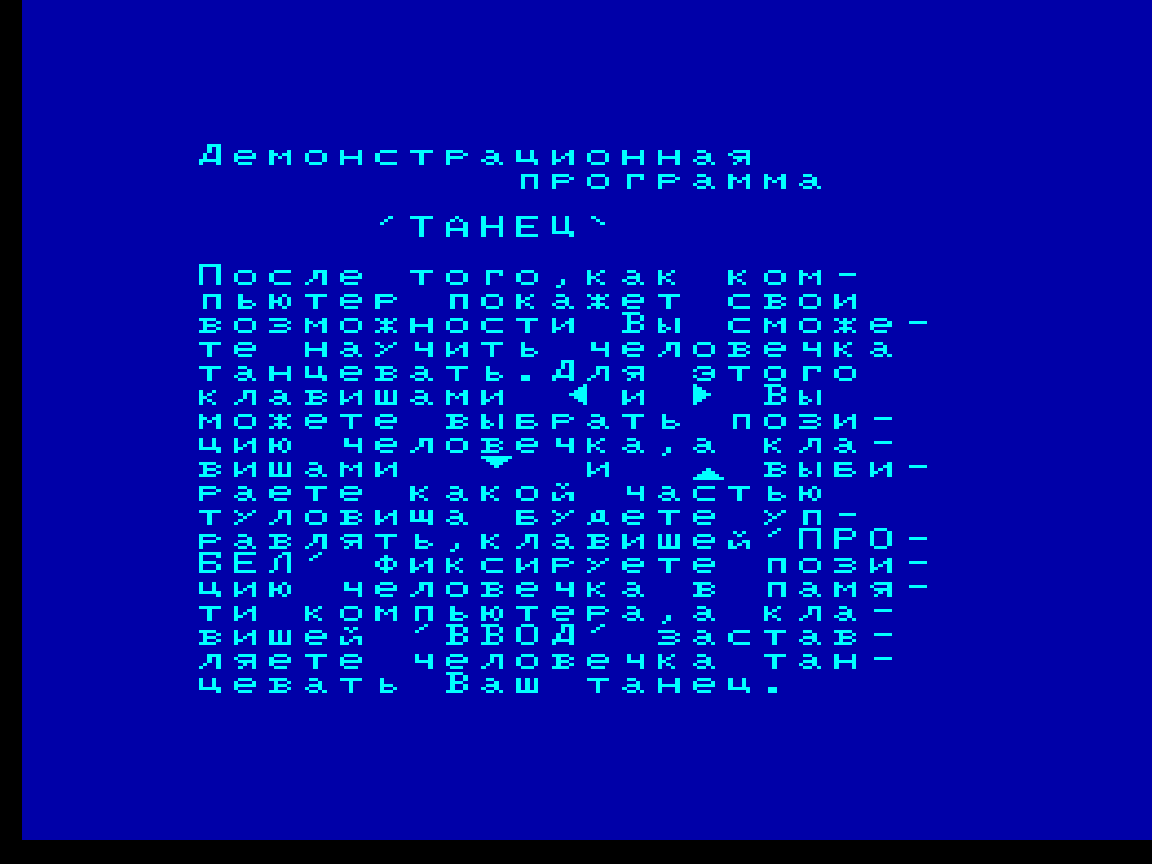 Демонстрационная
программа
´ТАНЕЦ`
После того,как ком-
пьютер покажет свои
возможности Вы сможе-
те научить человечка
танцевать.Для этого
клавишами ◀ и ▶ Вы
можете выбрать пози-
цию человечка,а кла-
вишами ▼ и ▲ выби-
раете какой частью
туловища будете уп-
равлять,клавишей´ПРО-
БЕЛ´ фиксируете пози-
цию человечка в памя-
ти компьютера,а кла-
вишей ´ВВОД´ застав-
ляете человечка тан-
цевать Ваш танец.